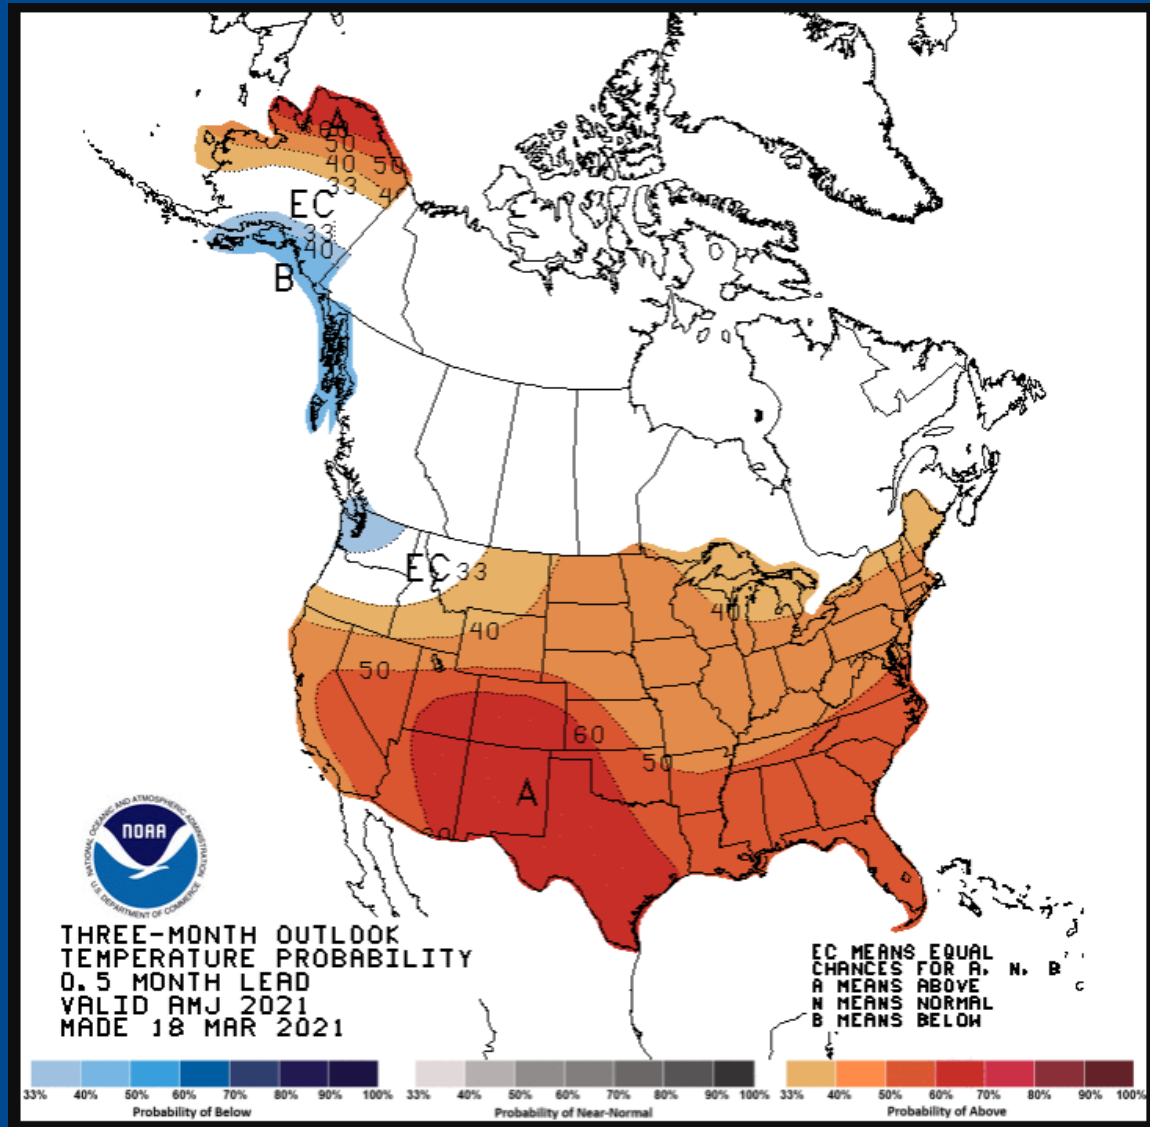 A
60
50
40
50
33
40
EC
33
40
B
EC
33
40
40
50
60
50
A
NOAA
NATIONAL OCEANIC AND ATMOSPHERIC ADMINISTRATION
U.S. DEPARTMENT OF COMMERCE
THREE-MONTH OUTLOOK
TEMPERATURE PROBABILITY
0.5 MONTH LEAD
VALID AMJ 2021
MADE 18 MAR 2021
EC MEANS EQUAL
CHANCES FOR A, N, B
A MEANS ABOVE
N MEANS NORMAL
B MEANS BELOW
33% 40% 50% 60% 70% 80% 90% 100%
Probability of Below
33% 40% 50% 60% 70% 80% 90% 100%
Probability of Near-Normal
33% 40% 50% 60% 70% 80% 90% 100%
Probability of Above